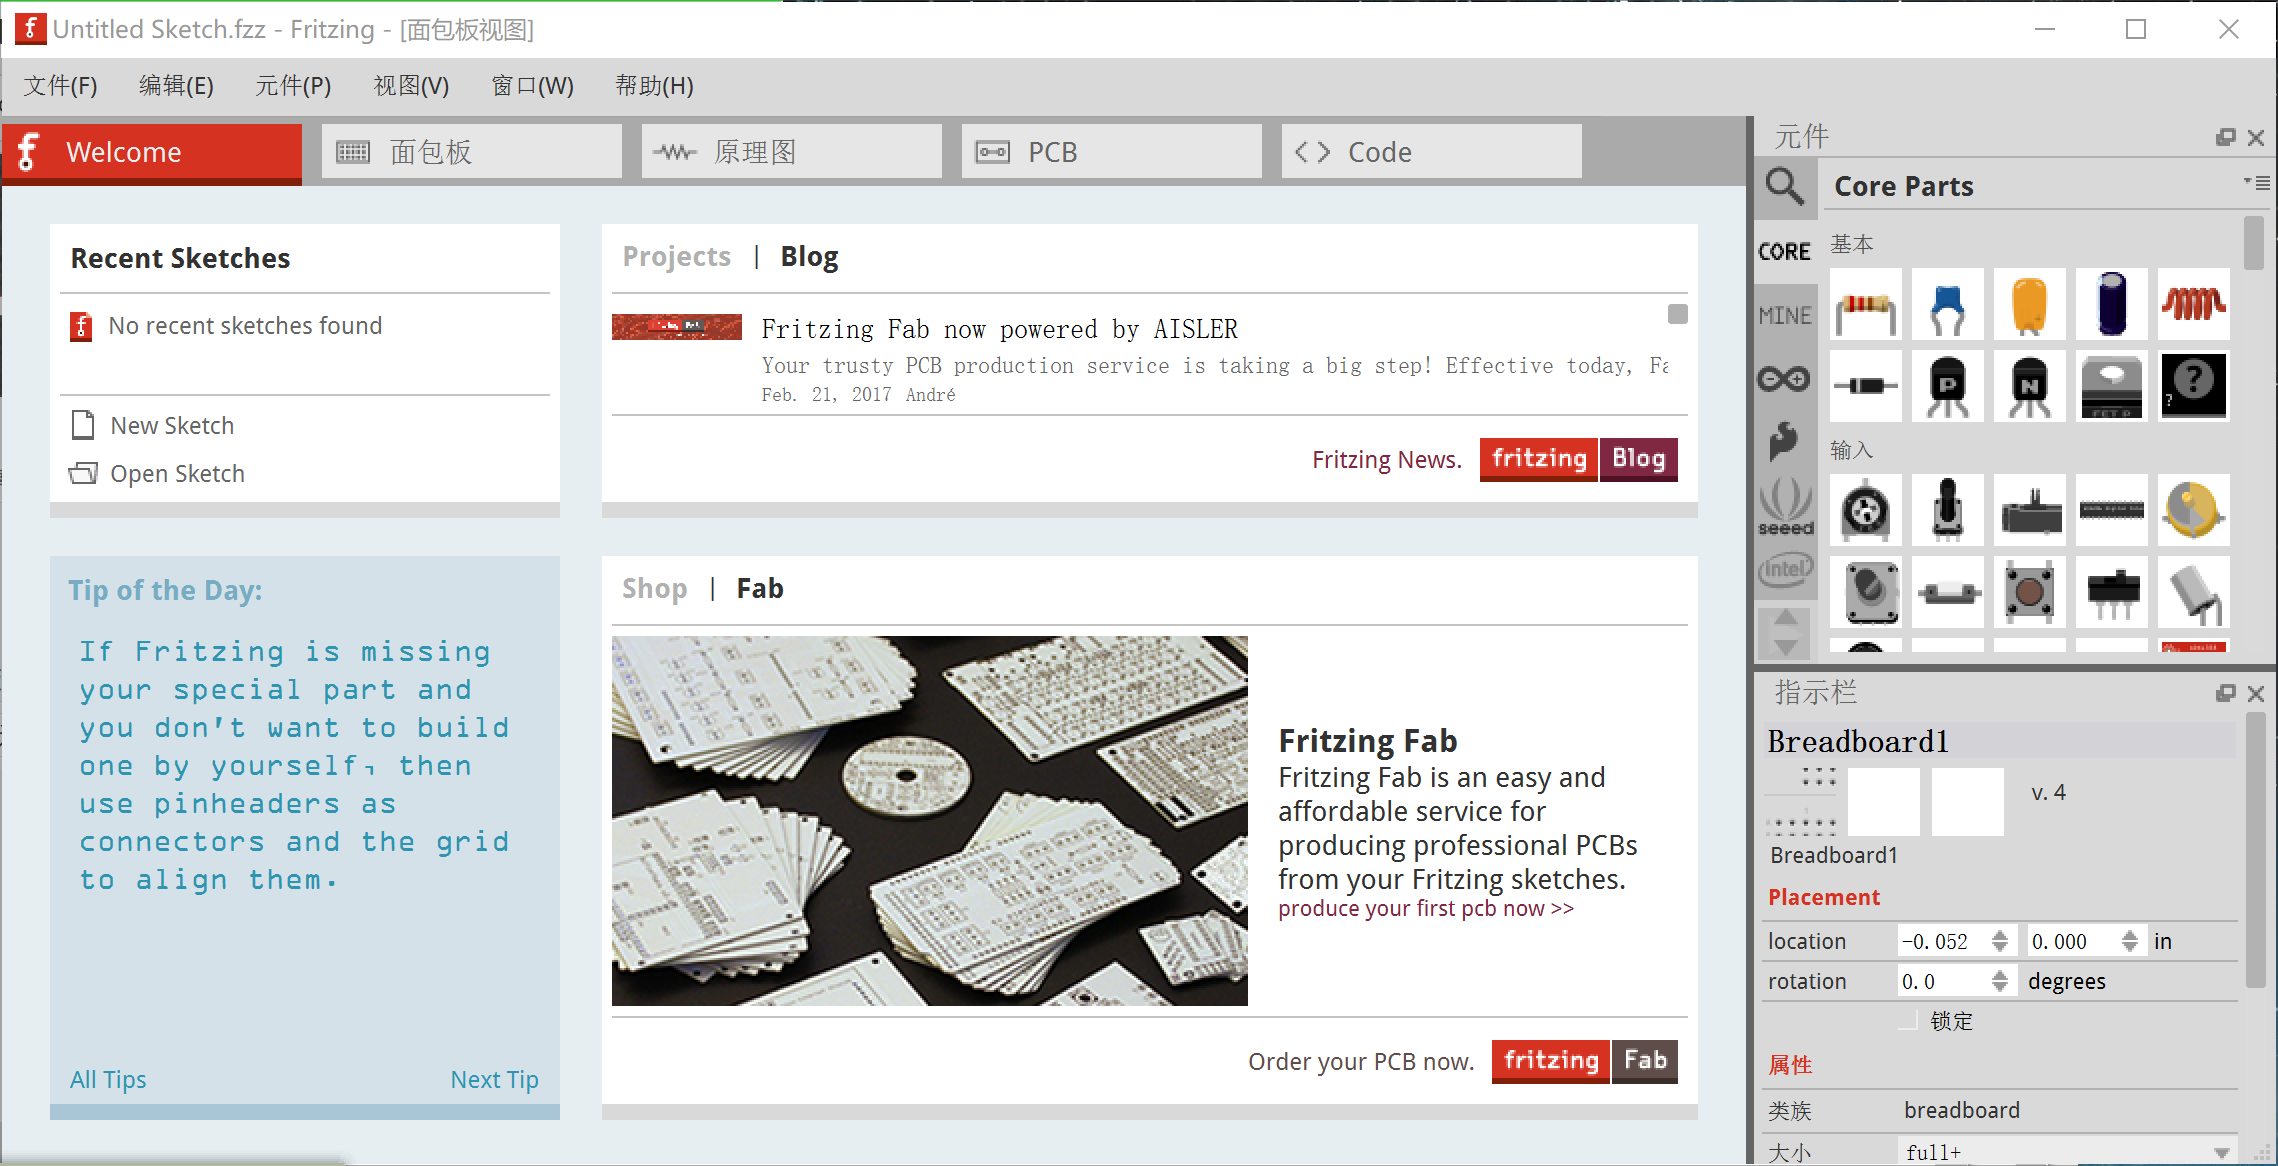 Untitled Sketch.fzz - Fritzing - [面包板视图]
文件(F) 编辑(E) 元件(P) 视图(V) 窗口(W) 帮助(H)
Welcome
面包板
原理图
PCB
Code
Recent Sketches
No recent sketches found
New Sketch
Open Sketch
Projects | Blog
Fritzing Fab now powered by AISLER
Your trusty PCB production service is taking a big step! Effective today, Fa
Feb. 21, 2017 André
Fritzing News. fritzing Blog
Tip of the Day:
If Fritzing is missing
your special part and
you don't want to build
one by yourself, then
use pinheaders as
connectors and the grid
to align them.
All Tips
Next Tip
Shop | Fab
Fritzing Fab
Fritzing Fab is an easy and
affordable service for
producing professional PCBs
from your Fritzing sketches.
produce your first pcb now >>
Order your PCB now. fritzing Fab
元件
Core Parts
CORE
MINE
seeed
intel
基本
P
N
FET P
?
?
输入
指示栏
Breadboard1
v. 4
Breadboard1
Placement
location -0.052 0.000 in
rotation 0.0 degrees
锁定
属性
类族 breadboard
大小 full+